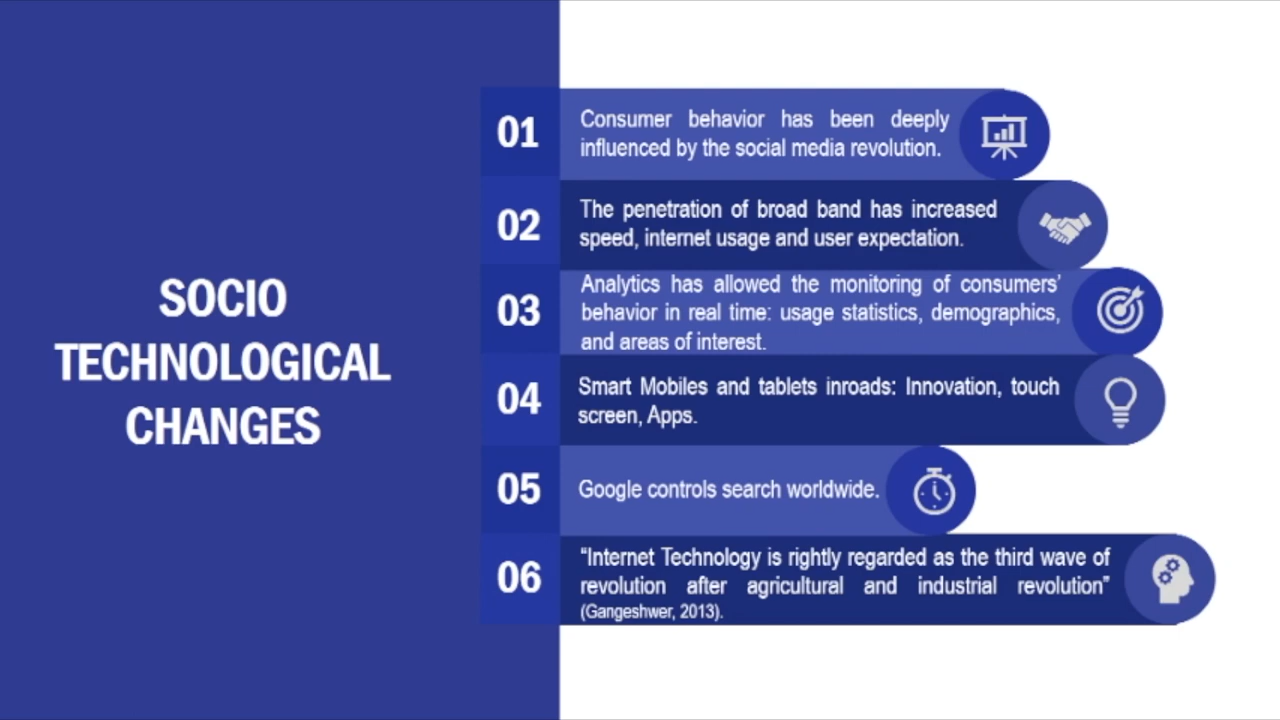 SOCIO
TECHNOLOGICAL
CHANGES
01
Consumer behavior has been deeply
influenced by the social media revolution.
02
The penetration of broad band has increased
speed, internet usage and user expectation.
03
Analytics has allowed the monitoring of consumers’
behavior in real time: usage statistics, demographics,
and areas of interest.
04
Smart Mobiles and tablets inroads: Innovation, touch
screen, Apps.
05
Google controls search worldwide.
06
“Internet Technology is rightly regarded as the third wave of
revolution after agricultural and industrial revolution”
(Gangeshwer, 2013).